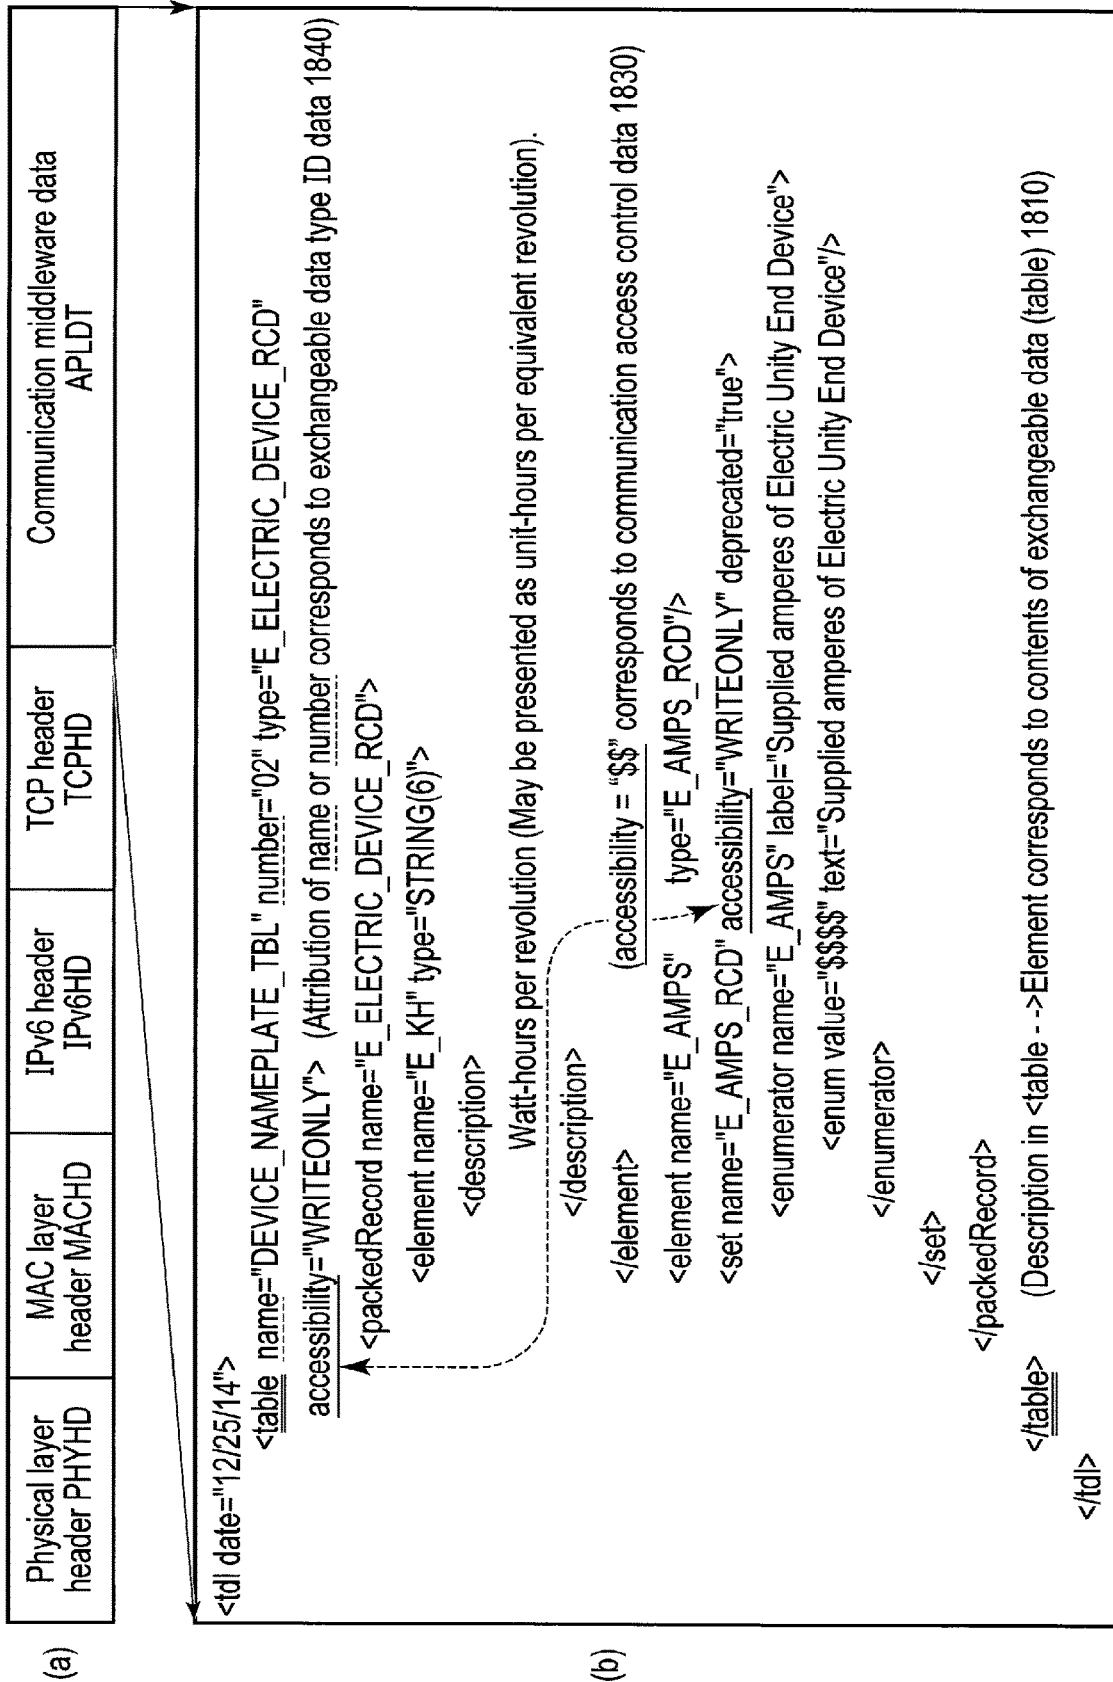 (a)
Physical layer
header PHYHD
MAC layer
header MACHD
IPv6 header
IPv6HD
TCP header
TCPHD
Communication middleware data
APLDT
(b)
<tdl date="12/25/14">
<table name="DEVICE_NAMEPLATE_TBL" number="02" type="E_ELECTRIC_DEVICE_RCD"
accessibility="WRITEONLY"> (Attribution of name or number corresponds to exchangeable data type ID data 1840)
<packedRecord name="E_ELECTRIC_DEVICE_RCD">
<element name="E_KH" type="STRING(6)">
<description>
Watt-hours per revolution (May be presented as unit-hours per equivalent revolution).
</description>
</element> (accessibility = "$$" corresponds to communication access control data 1830)
<element name="E_AMPS" type="E_AMPS_RCD"/>
<set name="E_AMPS_RCD" accessibility="WRITEONLY" deprecated="true">
<enumerator name="E_AMPS" label="Supplied amperes of Electric Unity End Device">
<enum value="$$$$" text="Supplied amperes of Electric Unity End Device"/>
</enumerator>
</set>
</packedRecord>
</table> (Description in <table - ->Element corresponds to contents of exchangeable data (table) 1810)
</tdl>